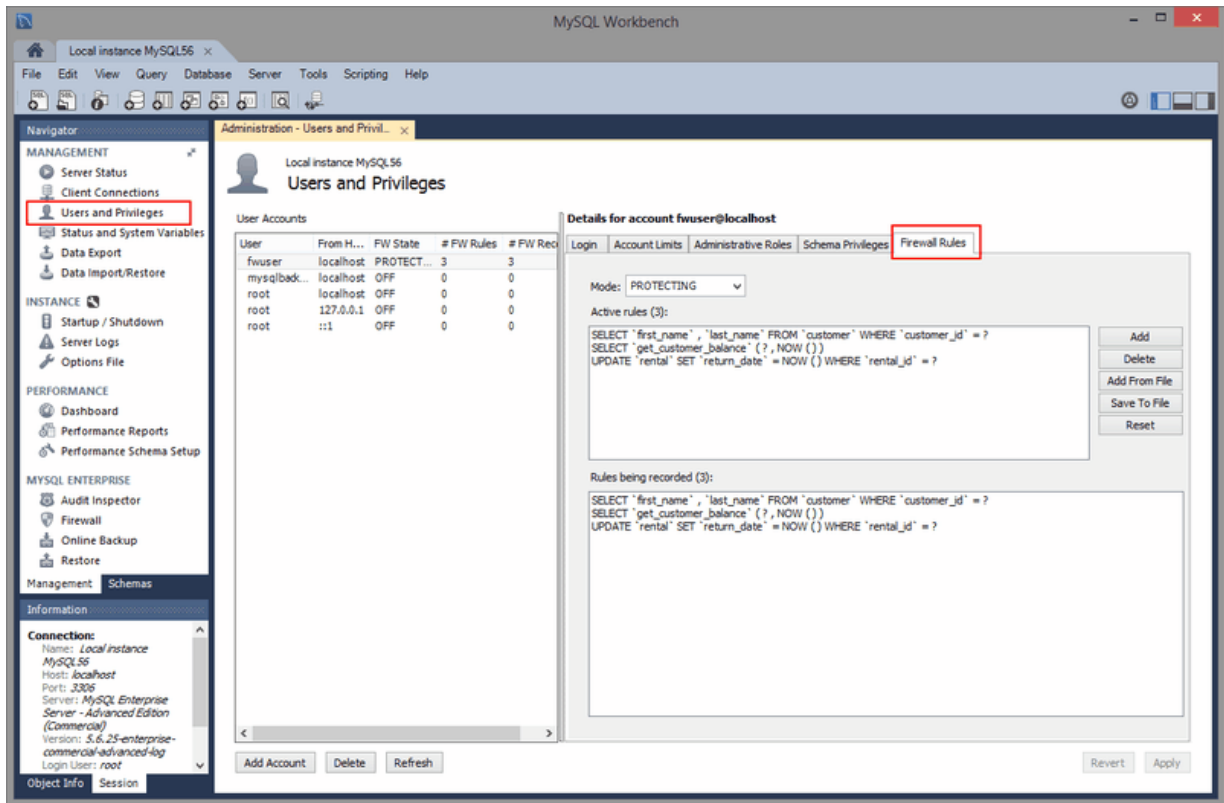 MySQL Workbench
Local instance MySQL56
File Edit View Query Database Server Tools Scripting Help
Navigator
MANAGEMENT
Server Status
Client Connections
Users and Privileges
Status and System Variables
Data Export
Data Import/Restore
INSTANCE
Startup / Shutdown
Server Logs
Options File
PERFORMANCE
Dashboard
Performance Reports
Performance Schema Setup
MYSQL ENTERPRISE
Audit Inspector
Firewall
Online Backup
Restore
Management Schemas
Information
Connection:
Name: Local instance
MySQL56
Host: localhost
Port: 3306
Server: MySQL Enterprise
Server - Advanced Edition
(Commercial)
Version: 5.6.25-enterprise-
commercial-advanced-log
Login User: root
Object Info Session
Administration - Users and Privil...
Local instance MySQL56
Users and Privileges
User Accounts
User From H... FW State # FW Rules # FW Reco
fwuser localhost PROTECT... 3 3
mysqlback... localhost OFF 0 0
root localhost OFF 0 0
root 127.0.0.1 OFF 0 0
root ::1 OFF 0 0
Add Account Delete Refresh
Details for account fwuser@localhost
Login Account Limits Administrative Roles Schema Privileges Firewall Rules
Mode: PROTECTING
Active rules (3):
SELECT `first_name` , `last_name` FROM `customer` WHERE `customer_id` = ?
SELECT `get_customer_balance` ( ? , NOW ( ) )
UPDATE `rental` SET `return_date` = NOW ( ) WHERE `rental_id` = ?
Add
Delete
Add From File
Save To File
Reset
Rules being recorded (3):
SELECT `first_name` , `last_name` FROM `customer` WHERE `customer_id` = ?
SELECT `get_customer_balance` ( ? , NOW ( ) )
UPDATE `rental` SET `return_date` = NOW ( ) WHERE `rental_id` = ?
Revert Apply